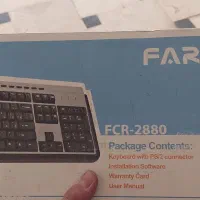 FAR
FCR-2880
Package Contents:
Keyboard with PS/2 connector
Installation Software
Warranty Card
User Manual